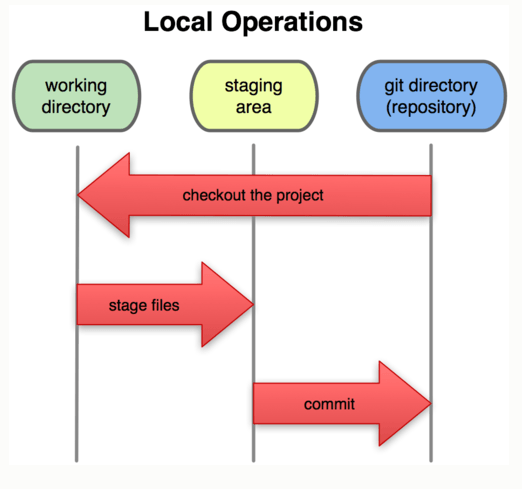 Local Operations
working
directory
staging
area
git directory
(repository)
checkout the project
stage files
commit